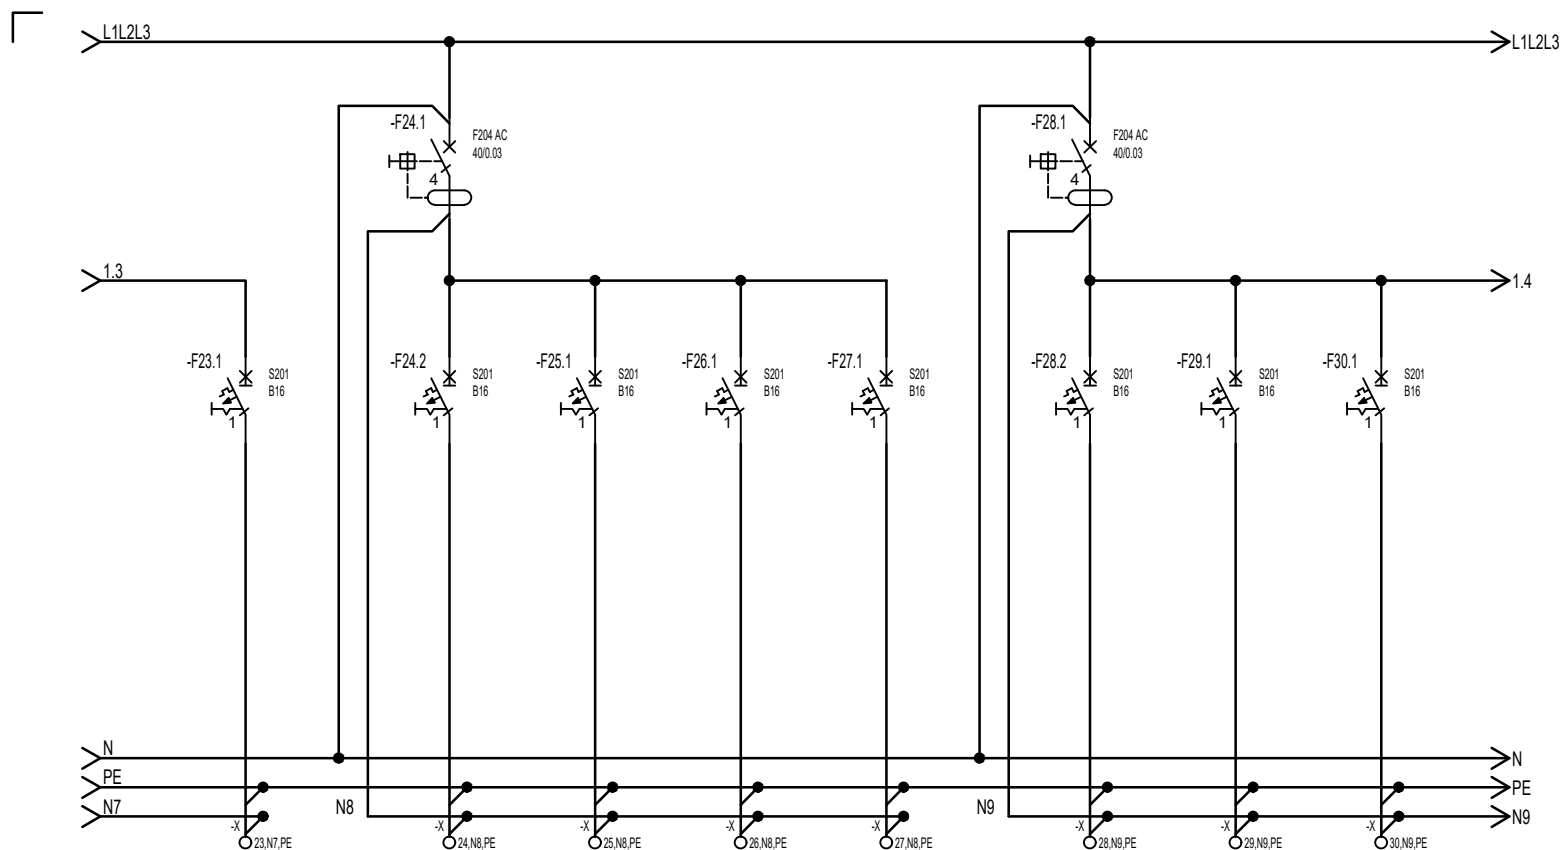 L1L2L3
L1L2L3
-F24.1
F204 AC
40/0.03
4
-F28.1
F204 AC
40/0.03
4
1.3
1.4
-F23.1
S201
B16
1
-F24.2
S201
B16
1
-F25.1
S201
B16
1
-F26.1
S201
B16
1
-F27.1
S201
B16
1
-F28.2
S201
B16
1
-F29.1
S201
B16
1
-F30.1
S201
B16
1
N
N
PE
PE
N7
N8
N9
N9
-X
23,N7,PE
-X
24,N8,PE
-X
25,N8,PE
-X
26,N8,PE
-X
27,N8,PE
-X
28,N9,PE
-X
29,N9,PE
-X
30,N9,PE